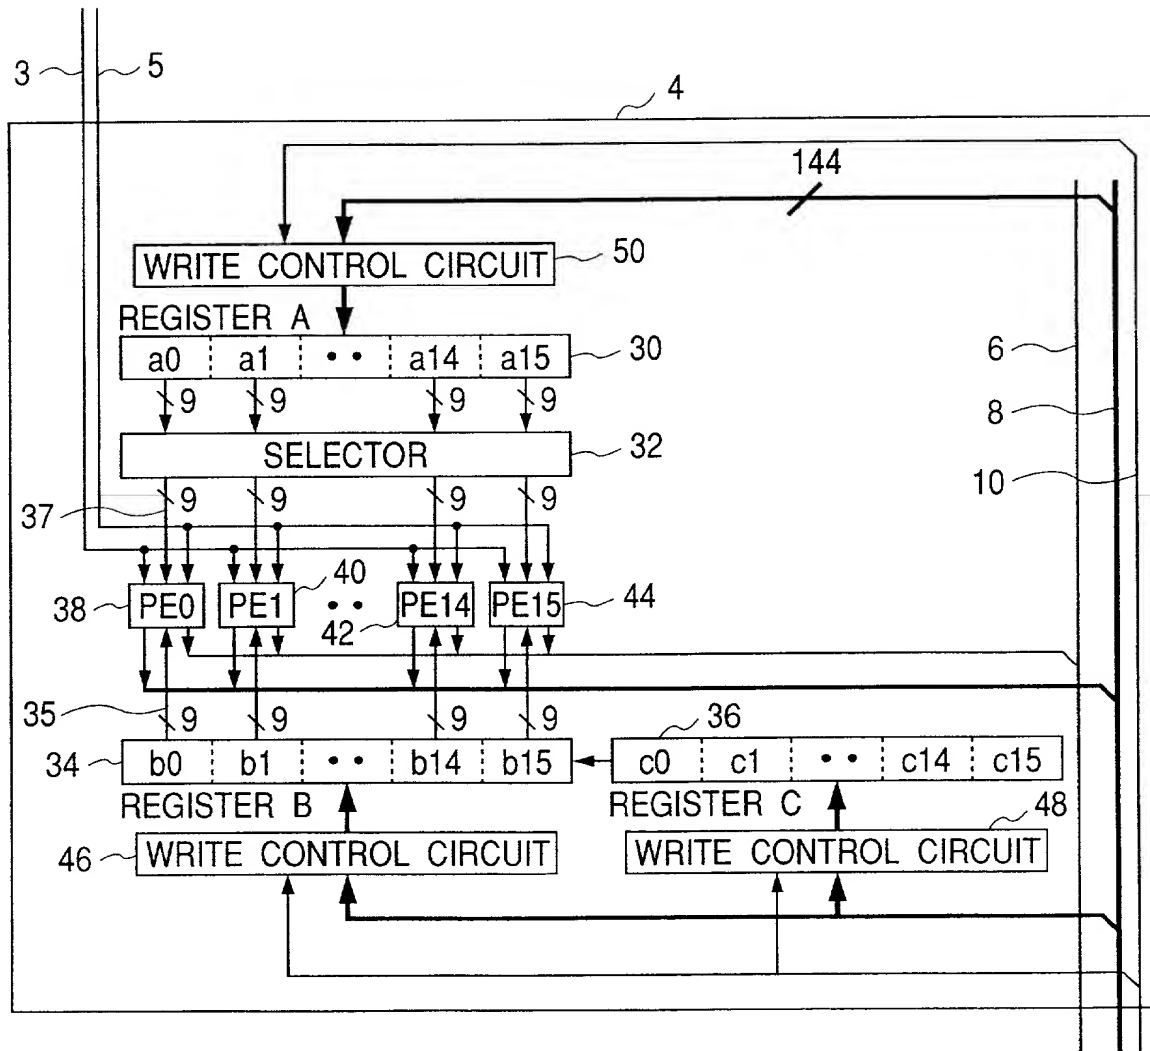 3 5
4
144
WRITE CONTROL CIRCUIT 50
REGISTER A
a0 a1 •• a14 a15 30
9 9 9 9
6
8
SELECTOR 32
10
37 9 9 9 9
38 PE0 PE1 40 •• 42 PE14 PE15 44
35 9 9 9 9
36
34 b0 b1 •• b14 b15 c0 c1 •• c14 c15
REGISTER B REGISTER C
48
46 WRITE CONTROL CIRCUIT WRITE CONTROL CIRCUIT